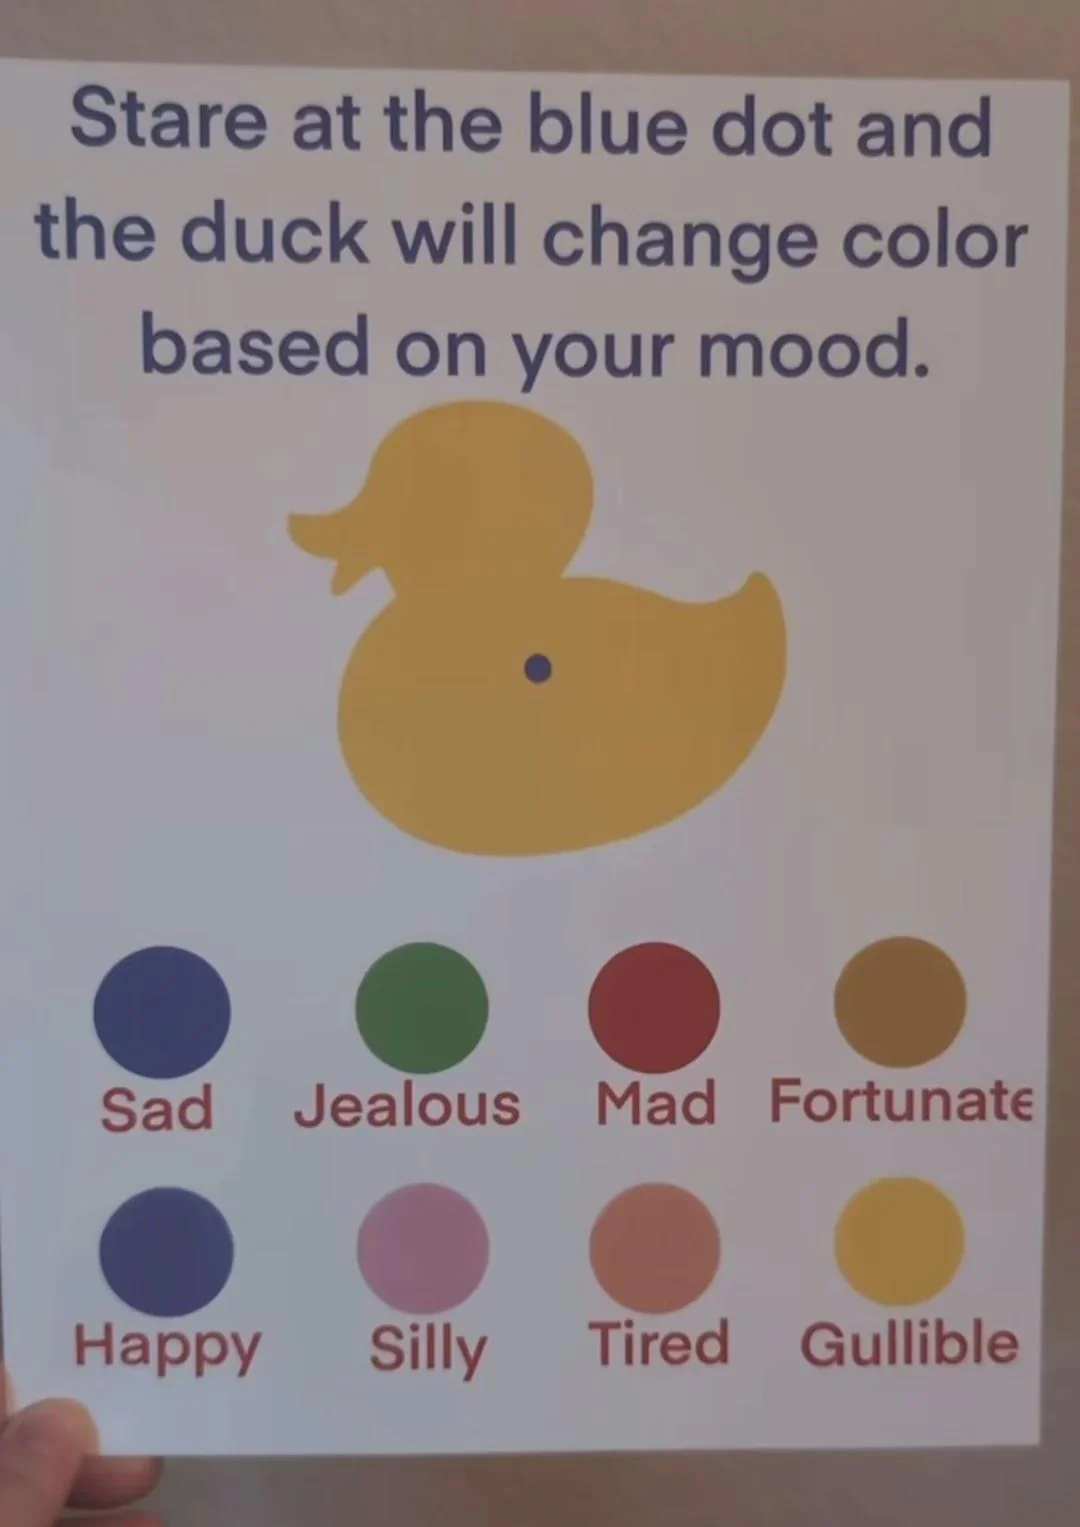 Stare at the blue dot and
the duck will change color
based on your mood.
Sad Jealous Mad Fortunate
Happy Silly Tired Gullible